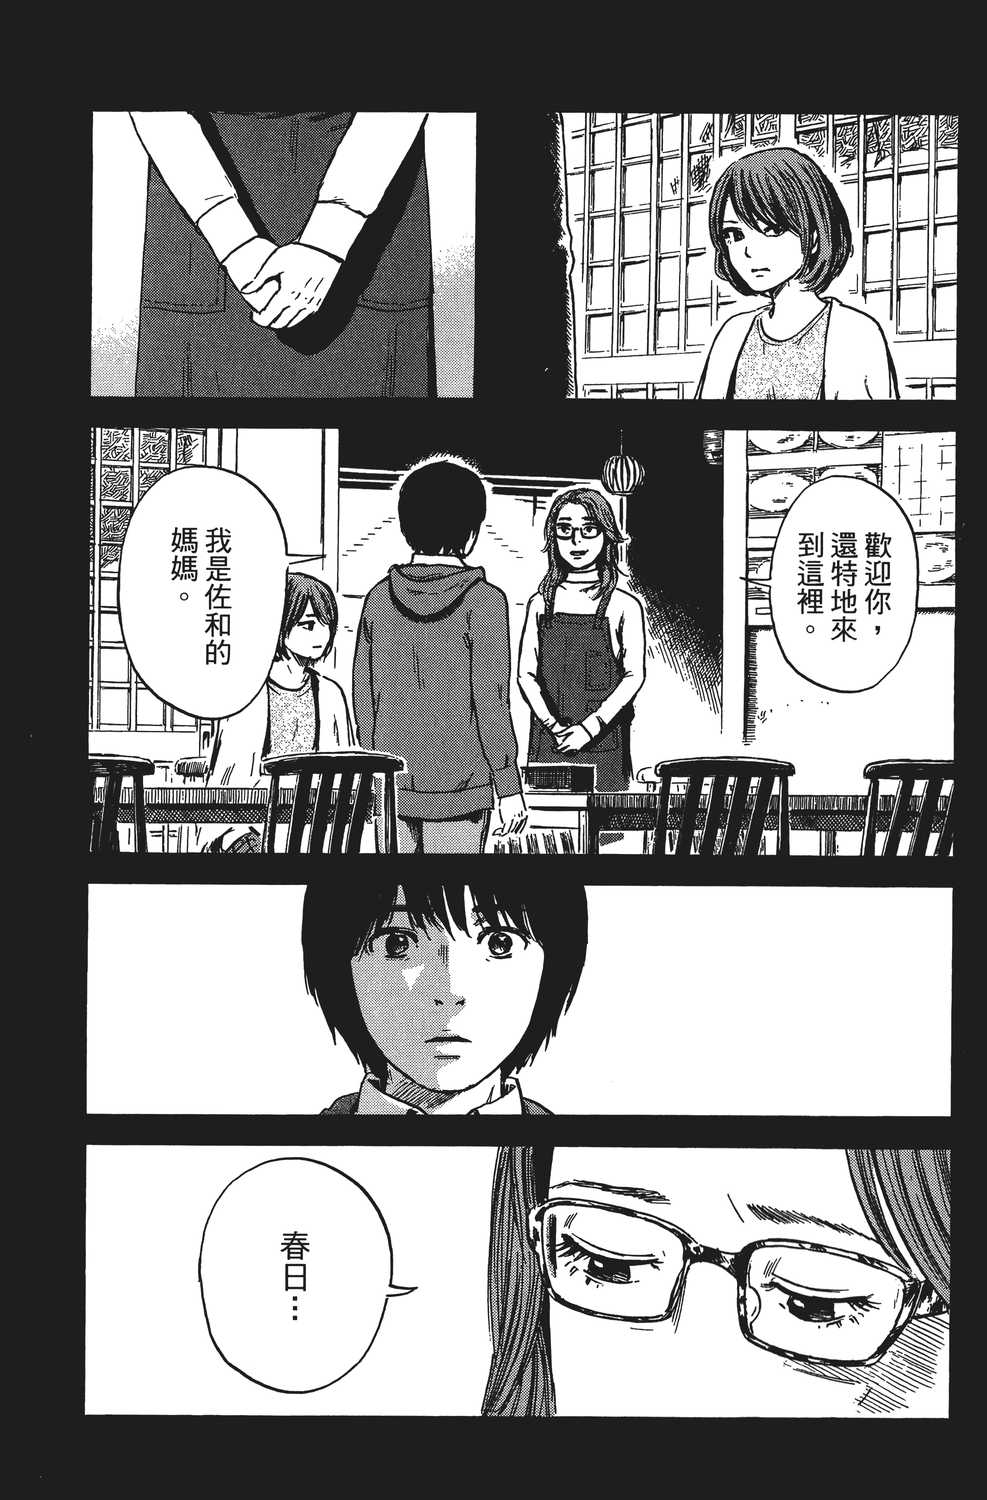 歡迎你，
還特地來
到這裡。
我是佐和的
媽媽。
春日…